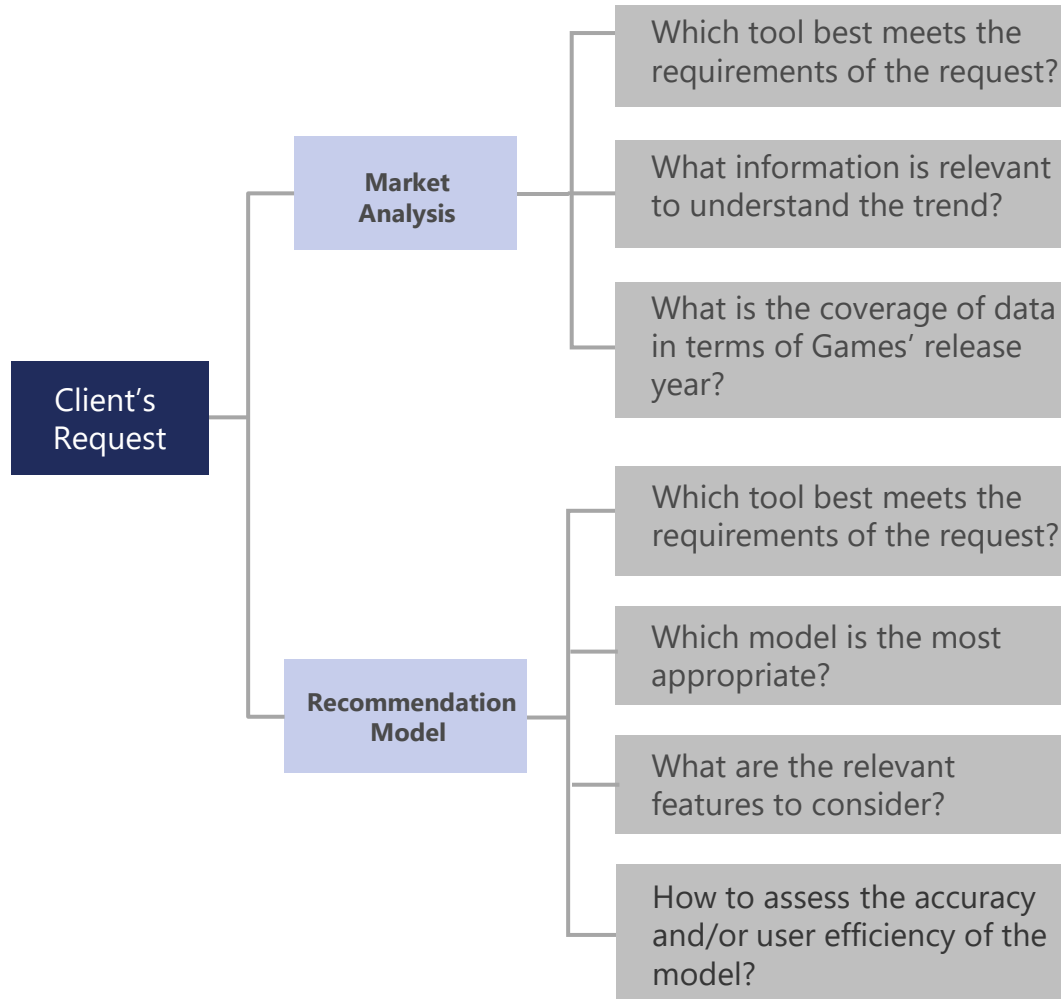 Which tool best meets the
requirements of the request?
Market
Analysis
What information is relevant
to understand the trend?
What is the coverage of data
in terms of Games’ release
year?
Client’s
Request
Which tool best meets the
requirements of the request?
Recommendation
Model
Which model is the most
appropriate?
What are the relevant
features to consider?
How to assess the accuracy
and/or user efficiency of the
model?